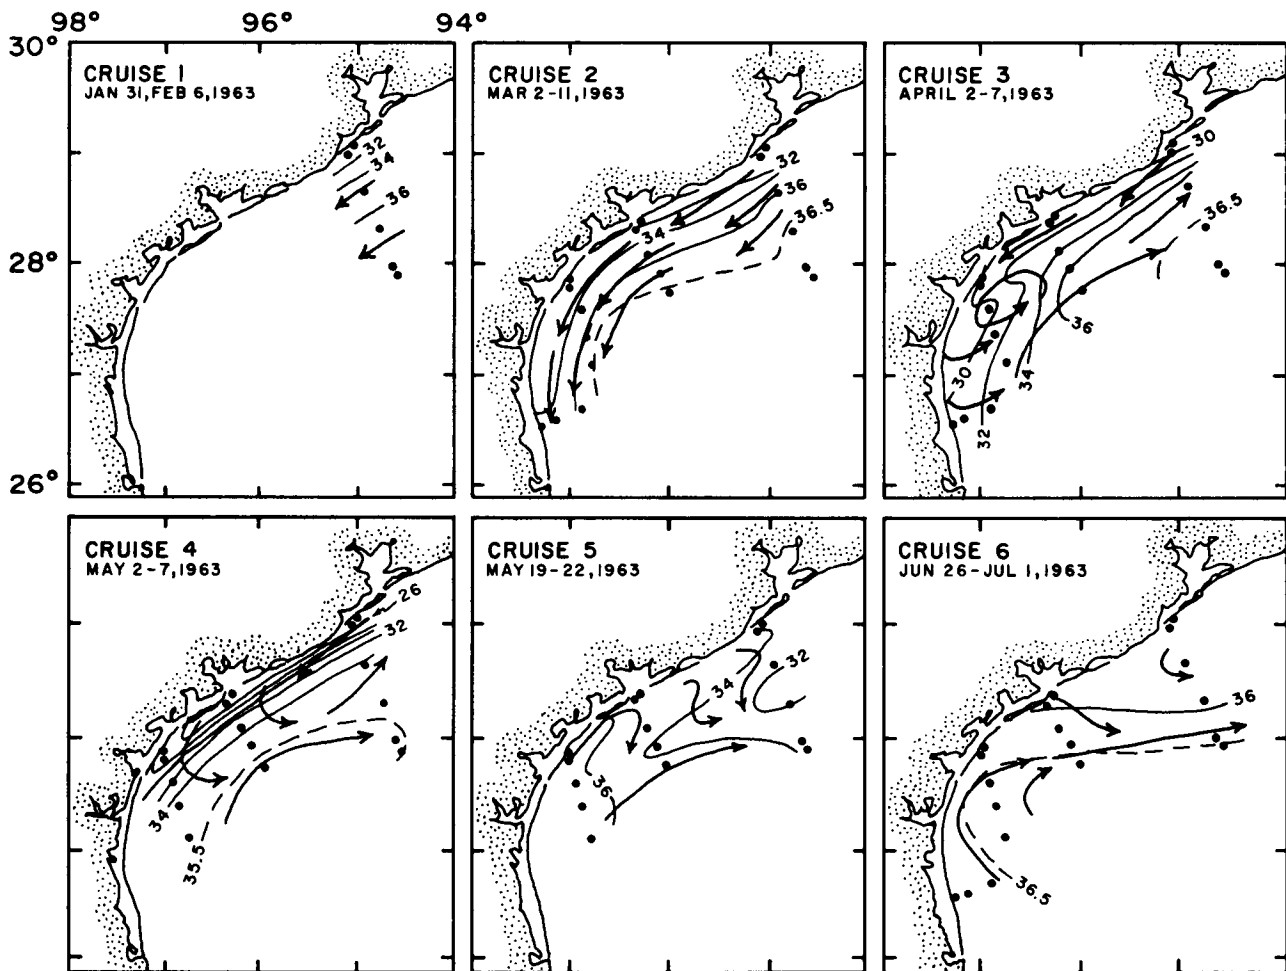 98° 96° 94°
30°
28°
26°
CRUISE 1
JAN 31, FEB 6, 1963
32
34
36
CRUISE 2
MAR 2-11, 1963
32
36
36.5
34
CRUISE 3
APRIL 2-7, 1963
30
36.5
36
34
30
32
CRUISE 4
MAY 2-7, 1963
26
32
34
35.5
CRUISE 5
MAY 19-22, 1963
32
34
36
CRUISE 6
JUN 26-JUL 1, 1963
36
36.5